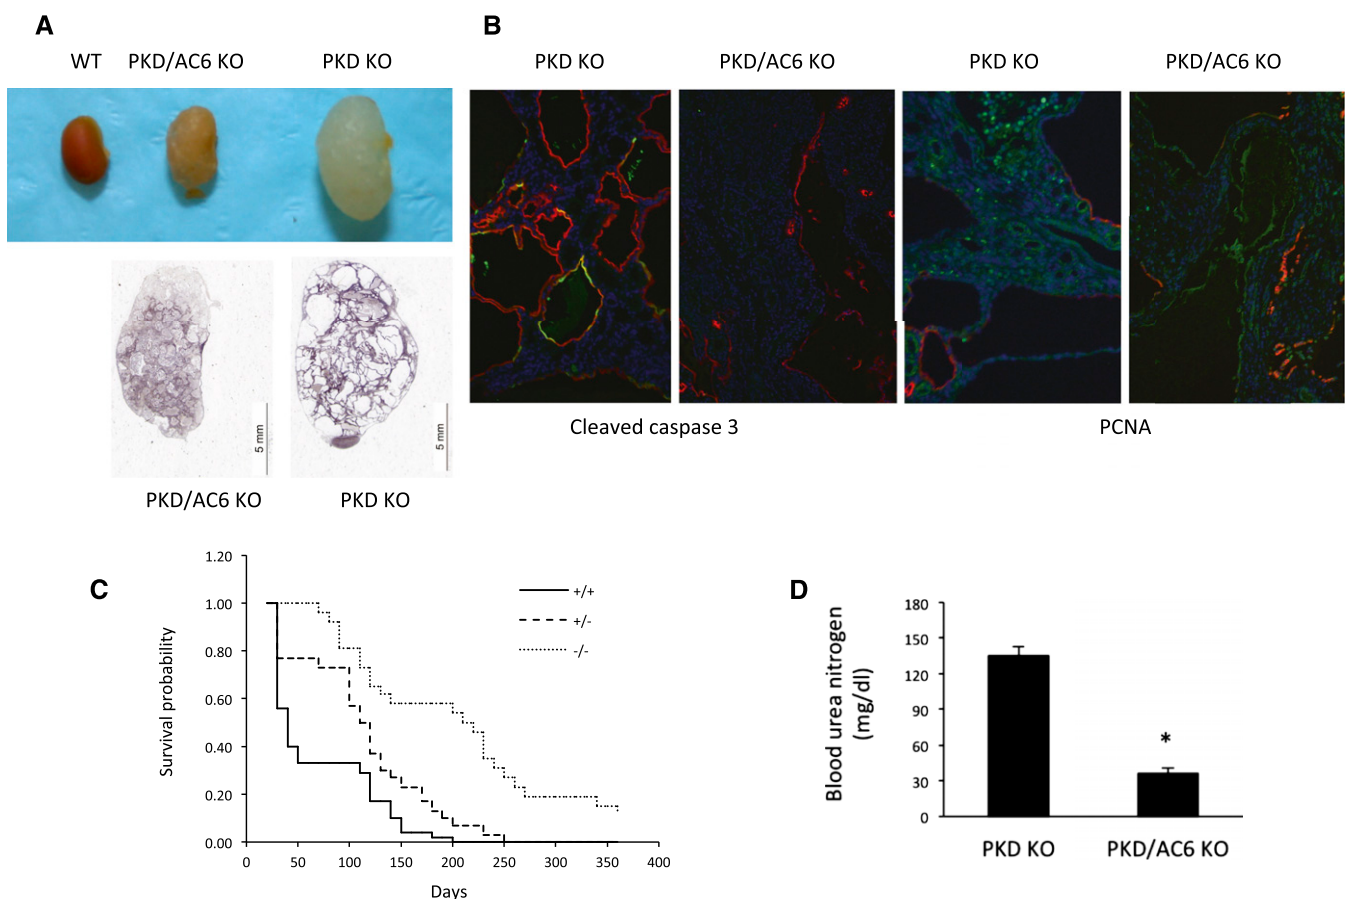 A
WT PKD/AC6 KO PKD KO
5 mm
5 mm
PKD/AC6 KO PKD KO
B
PKD KO PKD/AC6 KO PKD KO PKD/AC6 KO
Cleaved caspase 3 PCNA
C
Survival probability
1.20
1.00
0.80
0.60
0.40
0.20
0.00
0 50 100 150 200 250 300 350 400
Days
+/+
+/-
-/-
D
Blood urea nitrogen
(mg/dl)
180
150
120
90
60
30
0
*
PKD KO PKD/AC6 KO